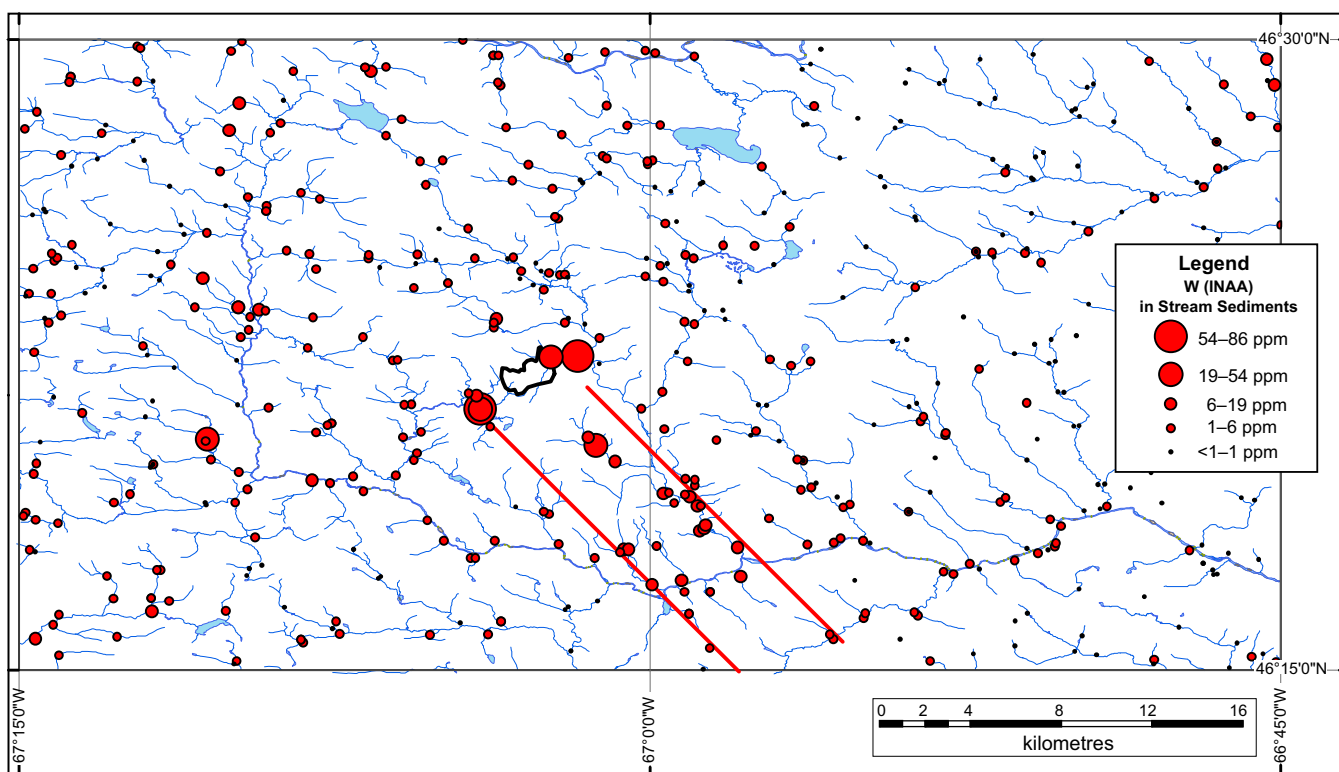 46°30'0"N
Legend
W (INAA)
in Stream Sediments
54–86 ppm
19–54 ppm
6–19 ppm
1–6 ppm
<1–1 ppm
46°15'0"N
67°15'0"W
67°0'0"W
66°45'0"W
0 2 4 8 12 16
kilometres